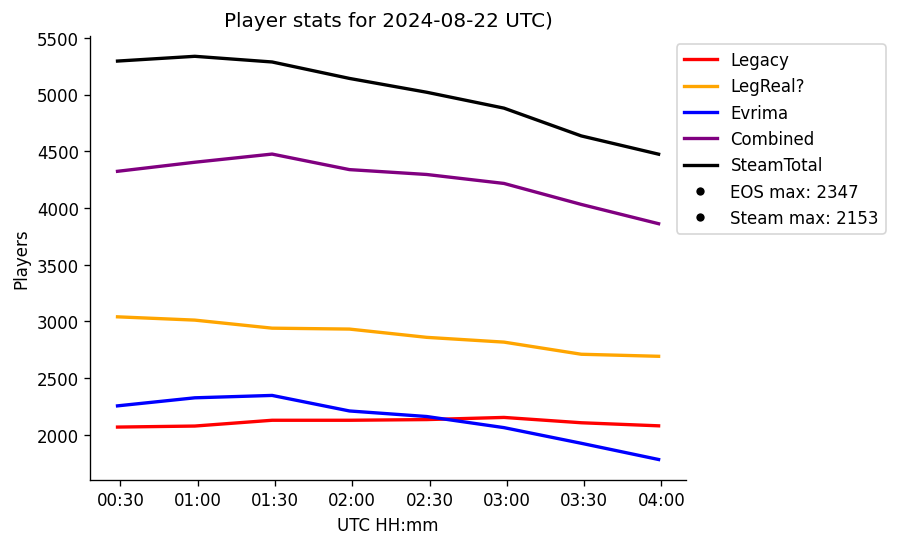 Player stats for 2024-08-22 UTC)
5500
5000
4500
4000
3500
3000
2500
2000
Players
00:30 01:00 01:30 02:00 02:30 03:00 03:30 04:00
UTC HH:mm
Legacy
LegReal?
Evrima
Combined
SteamTotal
EOS max: 2347
Steam max: 2153